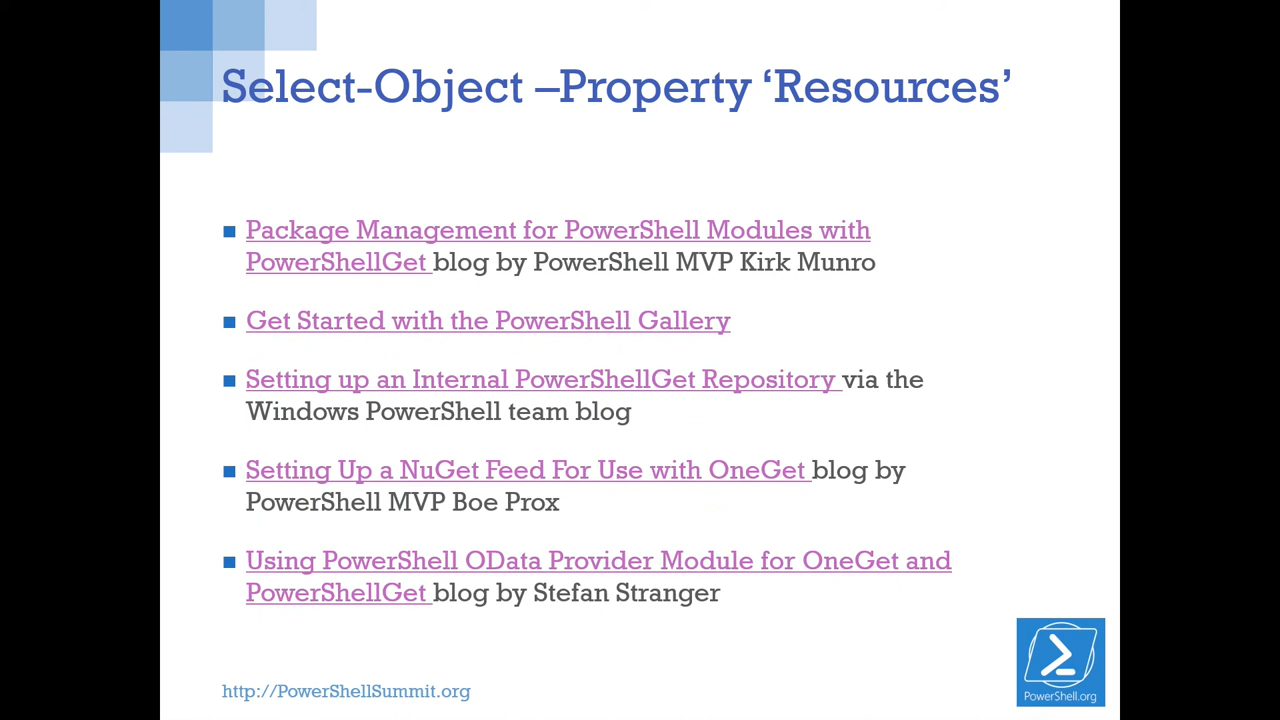 Select-Object –Property ‘Resources’
Package Management for PowerShell Modules with
PowerShellGet blog by PowerShell MVP Kirk Munro
Get Started with the PowerShell Gallery
Setting up an Internal PowerShellGet Repository via the
Windows PowerShell team blog
Setting Up a NuGet Feed For Use with OneGet blog by
PowerShell MVP Boe Prox
Using PowerShell OData Provider Module for OneGet and
PowerShellGet blog by Stefan Stranger
http://PowerShellSummit.org
PowerShell.org